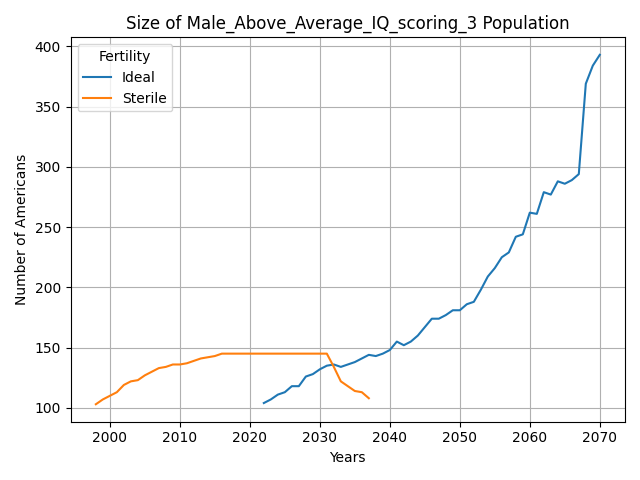 Size of Male_Above_Average_IQ_scoring_3 Population
Fertility
Ideal
Sterile
Number of Americans
400
350
300
250
200
150
100
2000 2010 2020 2030 2040 2050 2060 2070
Years